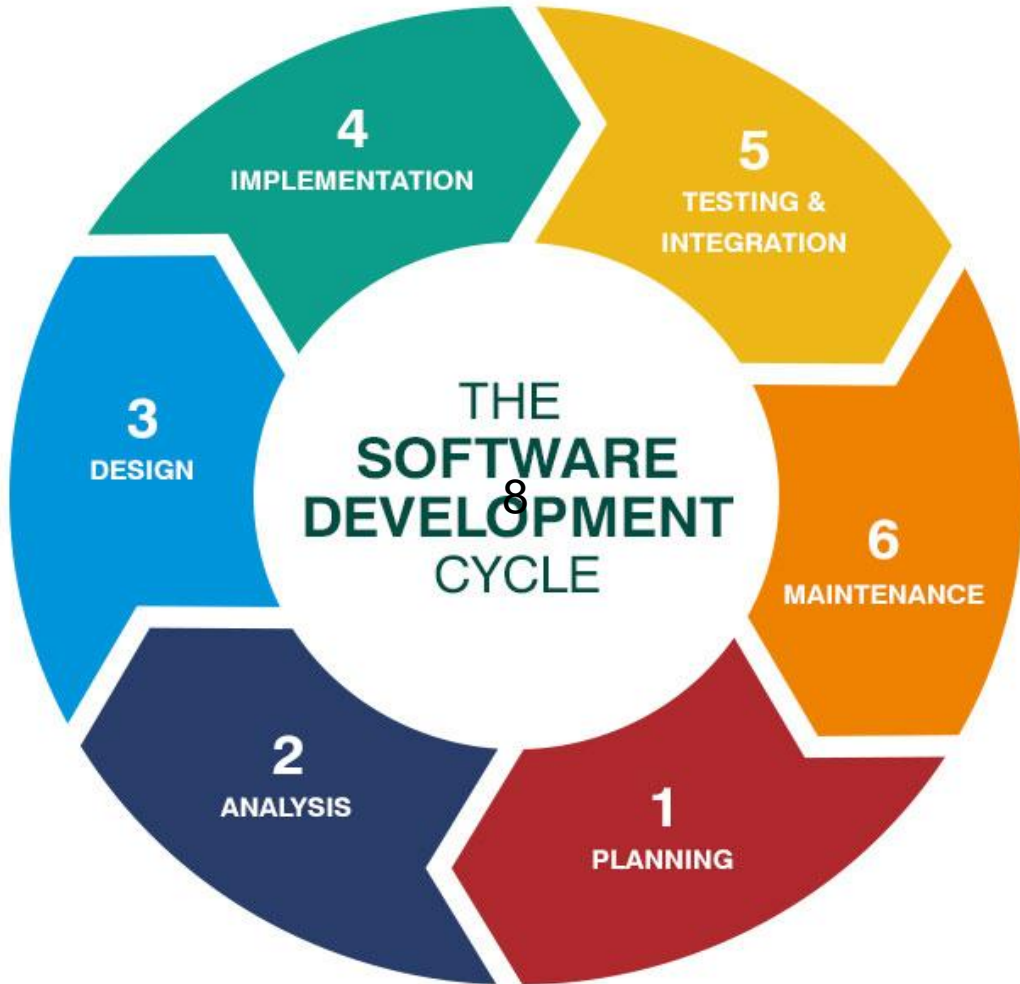 THE
SOFTWARE
DEVELOPMENT
CYCLE
8
1
PLANNING
2
ANALYSIS
3
DESIGN
4
IMPLEMENTATION
5
TESTING &
INTEGRATION
6
MAINTENANCE